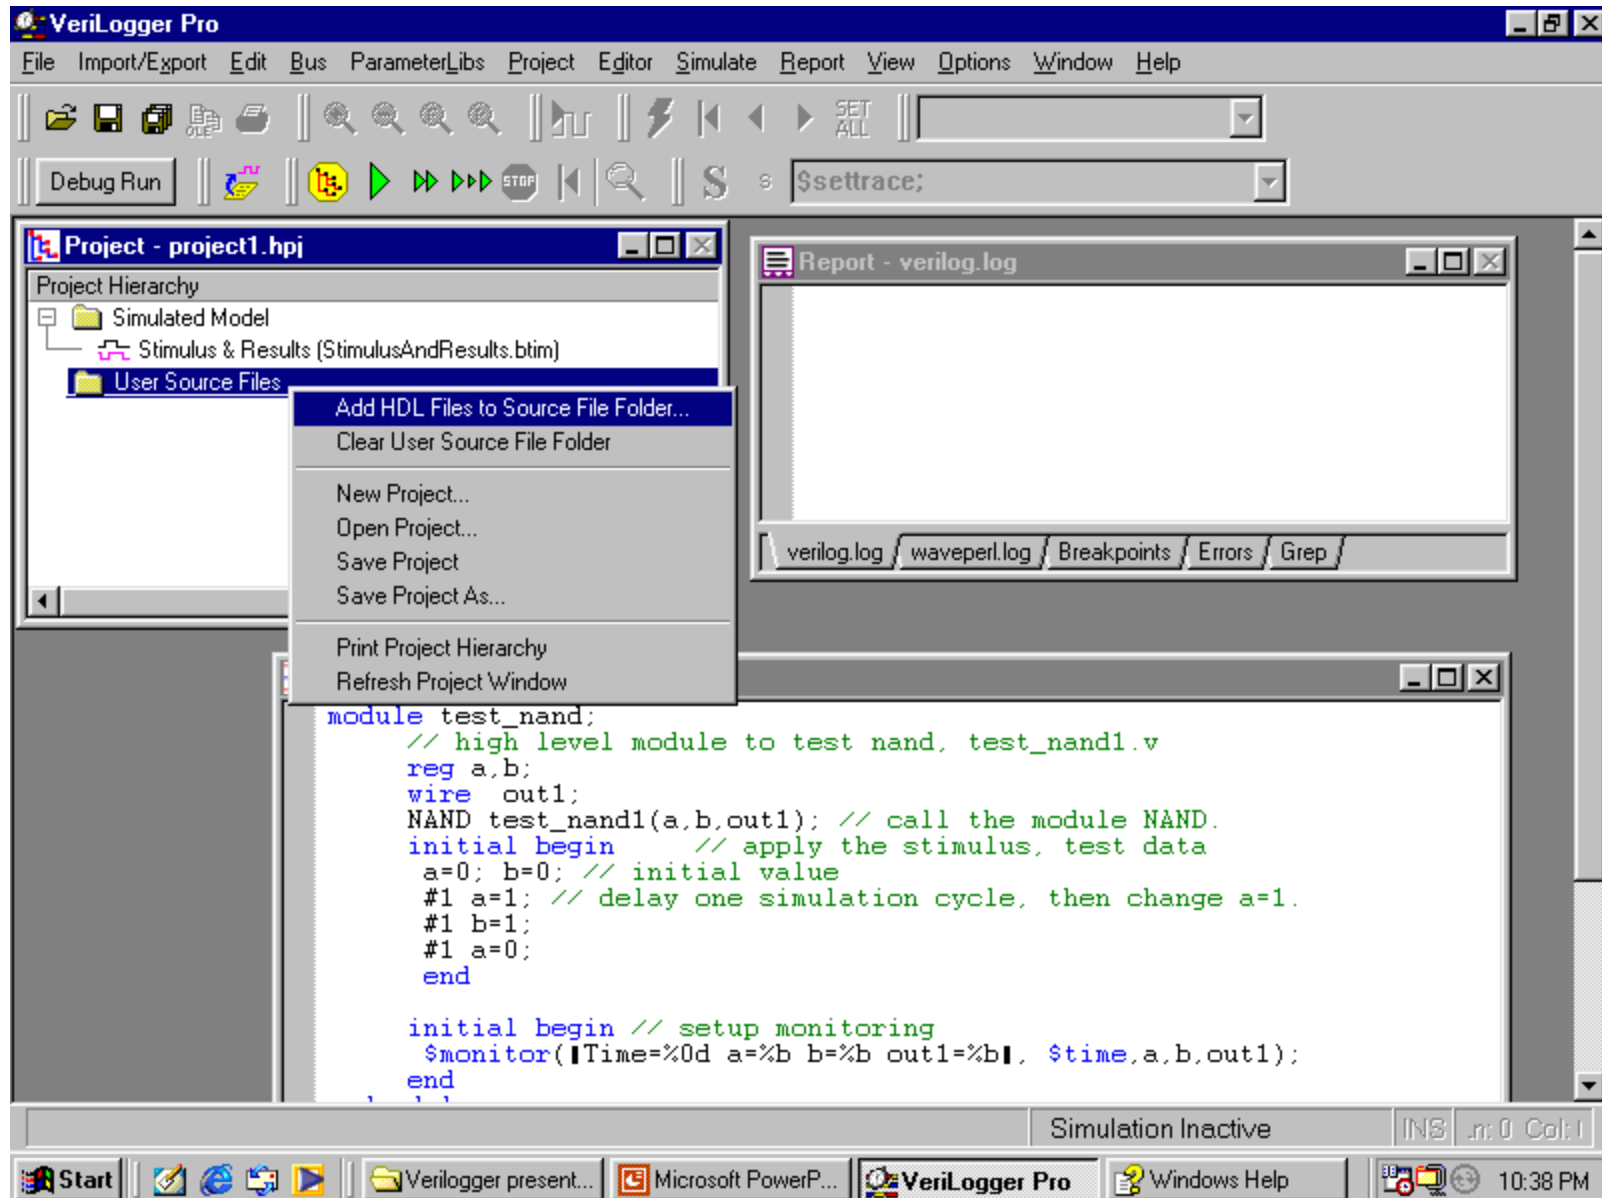 VeriLogger Pro
File Import/Export Edit Bus ParameterLibs Project Editor Simulate Report View Options Window Help
OLE SET ALL
Debug Run STOP S s $settrace;
Project - project1.hpj
Project Hierarchy
Simulated Model
Stimulus & Results (StimulusAndResults.btim)
User Source Files
Add HDL Files to Source File Folder...
Clear User Source File Folder
New Project...
Open Project...
Save Project
Save Project As...
Print Project Hierarchy
Refresh Project Window
Report - verilog.log
verilog.log waveperl.log Breakpoints Errors Grep
module test_nand;
// high level module to test nand, test_nand1.v
reg a,b;
wire out1;
NAND test_nand1(a,b,out1); // call the module NAND.
initial begin // apply the stimulus, test data
a=0; b=0; // initial value
#1 a=1; // delay one simulation cycle, then change a=1.
#1 b=1;
#1 a=0;
end
initial begin // setup monitoring
$monitor(▮Time=%0d a=%b b=%b out1=%b▮, $time,a,b,out1);
end
Simulation Inactive INS Col:
Start Verilogger present... Microsoft PowerP... VeriLogger Pro Windows Help 10:38 PM